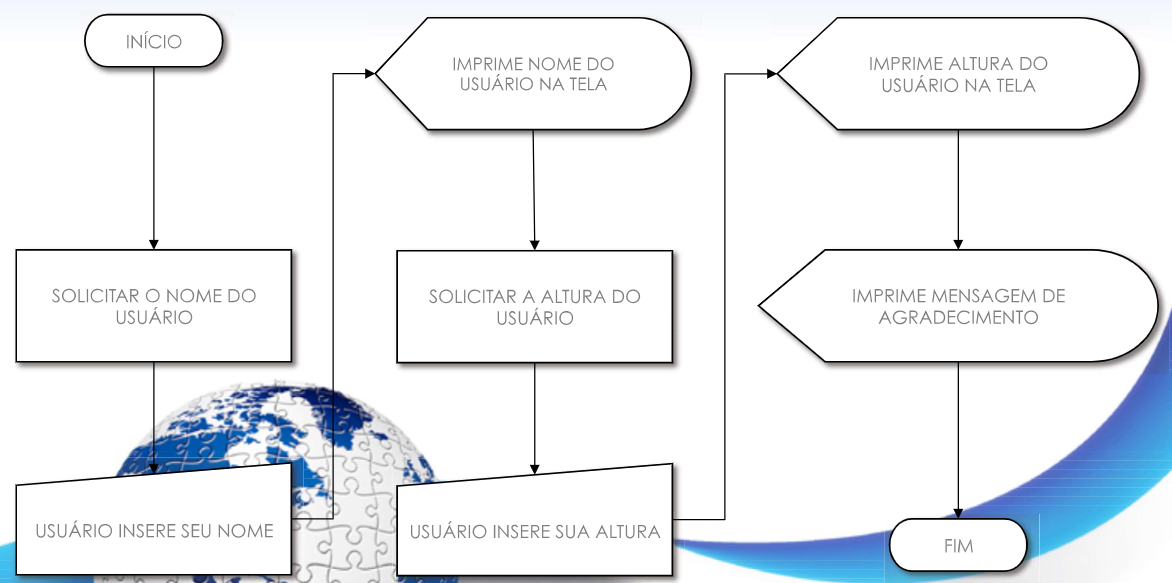 INÍCIO
SOLICITAR O NOME DO
USUÁRIO
USUÁRIO INSERE SEU NOME
IMPRIME NOME DO
USUÁRIO NA TELA
SOLICITAR A ALTURA DO
USUÁRIO
USUÁRIO INSERE SUA ALTURA
IMPRIME ALTURA DO
USUÁRIO NA TELA
IMPRIME MENSAGEM DE
AGRADECIMENTO
FIM